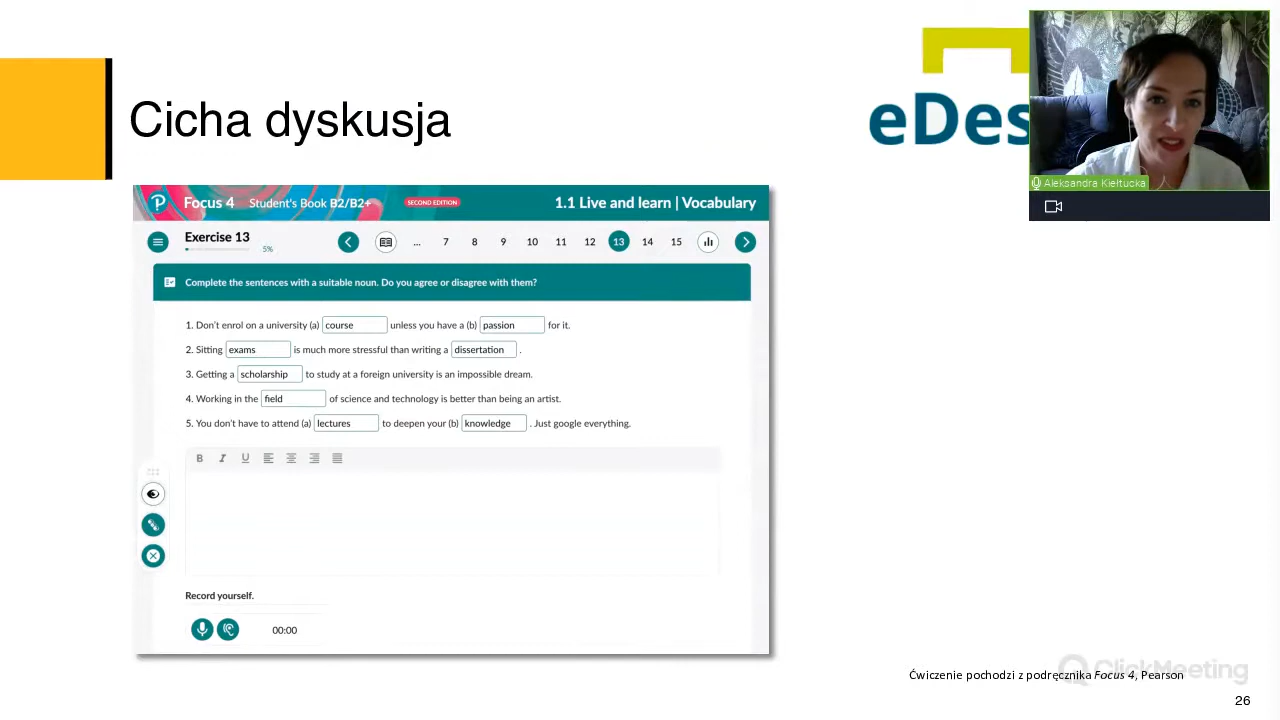 Cicha dyskusja
eDes
Aleksandra Kiełtucka
Focus 4 Student's Book B2/B2+ SECOND EDITION 1.1 Live and learn | Vocabulary
Exercise 13
5%
... 7 8 9 10 11 12 13 14 15
Complete the sentences with a suitable noun. Do you agree or disagree with them?
1. Don't enrol on a university (a) course unless you have a (b) passion for it.
2. Sitting exams is much more stressful than writing a dissertation .
3. Getting a scholarship to study at a foreign university is an impossible dream.
4. Working in the field of science and technology is better than being an artist.
5. You don't have to attend (a) lectures to deepen your (b) knowledge . Just google everything.
B I U
Record yourself.
00:00
ClickMeeting
Ćwiczenie pochodzi z podręcznika Focus 4, Pearson
26